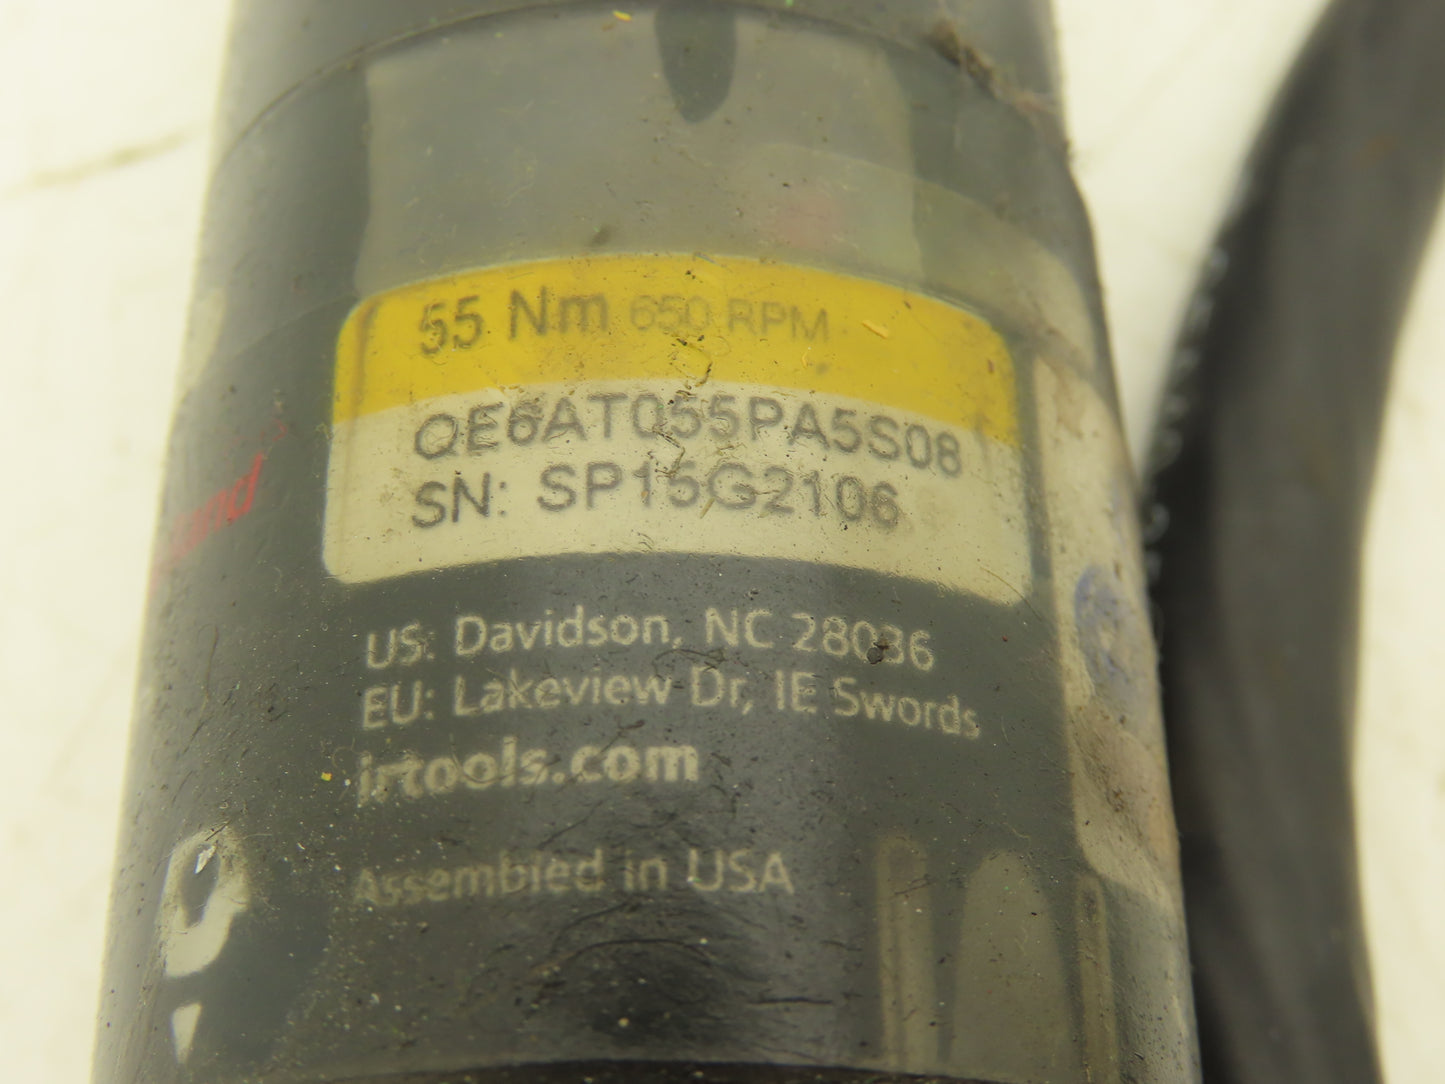 55 Nm 650 RPM
QE6AT055PA5S08
SN: SP15G2106
US: Davidson, NC 28036
EU: Lakeview Dr, IE Swords
irtools.com
Assembled in USA